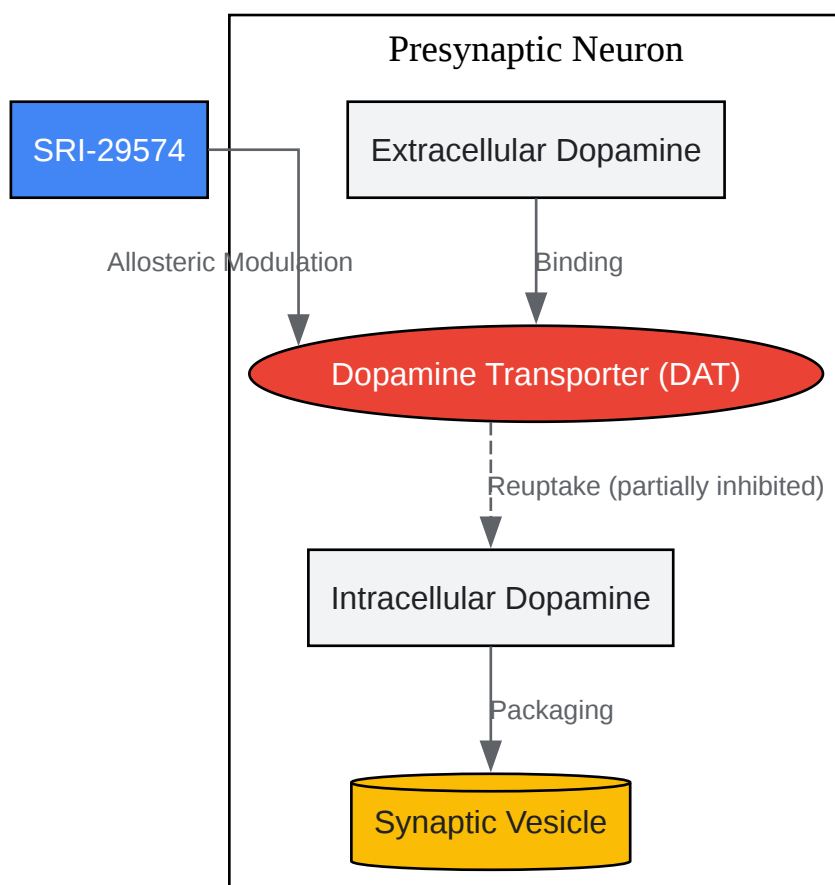 Presynaptic Neuron
SRI-29574
Extracellular Dopamine
Allosteric Modulation
Binding
Dopamine Transporter (DAT)
Reuptake (partially inhibited)
Intracellular Dopamine
Packaging
Synaptic Vesicle